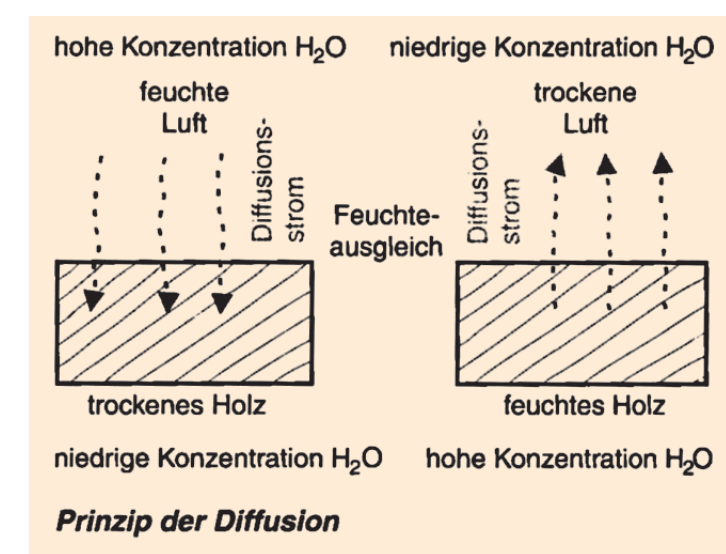 hohe Konzentration H₂O
feuchte
Luft
Diffusions-
strom
trockenes Holz
niedrige Konzentration H₂O
Feuchte-
ausgleich
niedrige Konzentration H₂O
trockene
Luft
Diffusions-
strom
feuchtes Holz
hohe Konzentration H₂O
Prinzip der Diffusion